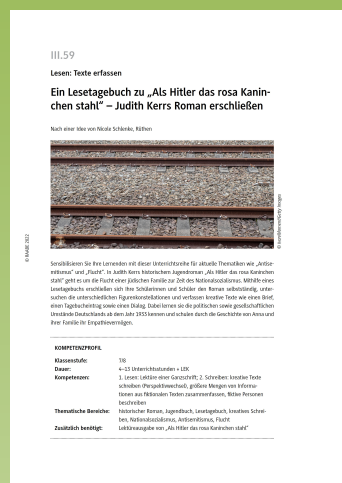 III.59
Lesen: Texte erfassen
Ein Lesetagebuch zu „Als Hitler das rosa Kanin-
chen stahl“ – Judith Kerrs Roman erschließen
Nach einer Idee von Nicole Schlenke, Rüthen
© RAABE 2022
Sensibilisieren Sie Ihre Lernenden mit dieser Unterrichtsreihe für aktuelle Thematiken wie „Antise-
mitismus“ und „Flucht“. In Judith Kerrs historischem Jugendroman „Als Hitler das rosa Kaninchen
stahl“ geht es um die Flucht einer jüdischen Familie zur Zeit des Nationalsozialismus. Mithilfe eines
Lesetagebuchs erschließen sich Ihre Schülerinnen und Schüler den Roman selbstständig, unter-
suchen die unterschiedlichen Figurenkonstellationen und verfassen kreative Texte wie einen Brief,
einen Tagebucheintrag sowie einen Dialog. Dabei lernen sie die politischen sowie gesellschaftlichen
Umstände Deutschlands ab dem Jahr 1933 kennen und schulen durch die Geschichte von Anna und
ihrer Familie ihr Empathievermögen.
KOMPETENZPROFIL
Klassenstufe: 7/8
Dauer: 4–13 Unterrichtsstunden + LEK
Kompetenzen: 1. Lesen: Lektüre einer Ganzschrift; 2. Schreiben: kreative Texte
schreiben (Perspektivwechsel), größere Mengen von Informa-
tionen aus fiktionalen Texten zusammenfassen, fiktive Personen
beschreiben
Thematische Bereiche: historischer Roman, Jugendbuch, Lesetagebuch, kreatives Schrei-
ben, Nationalsozialismus, Antisemitismus, Flucht
Zusätzlich benötigt: Lektüreausgabe von „Als Hitler das rosa Kaninchen stahl“